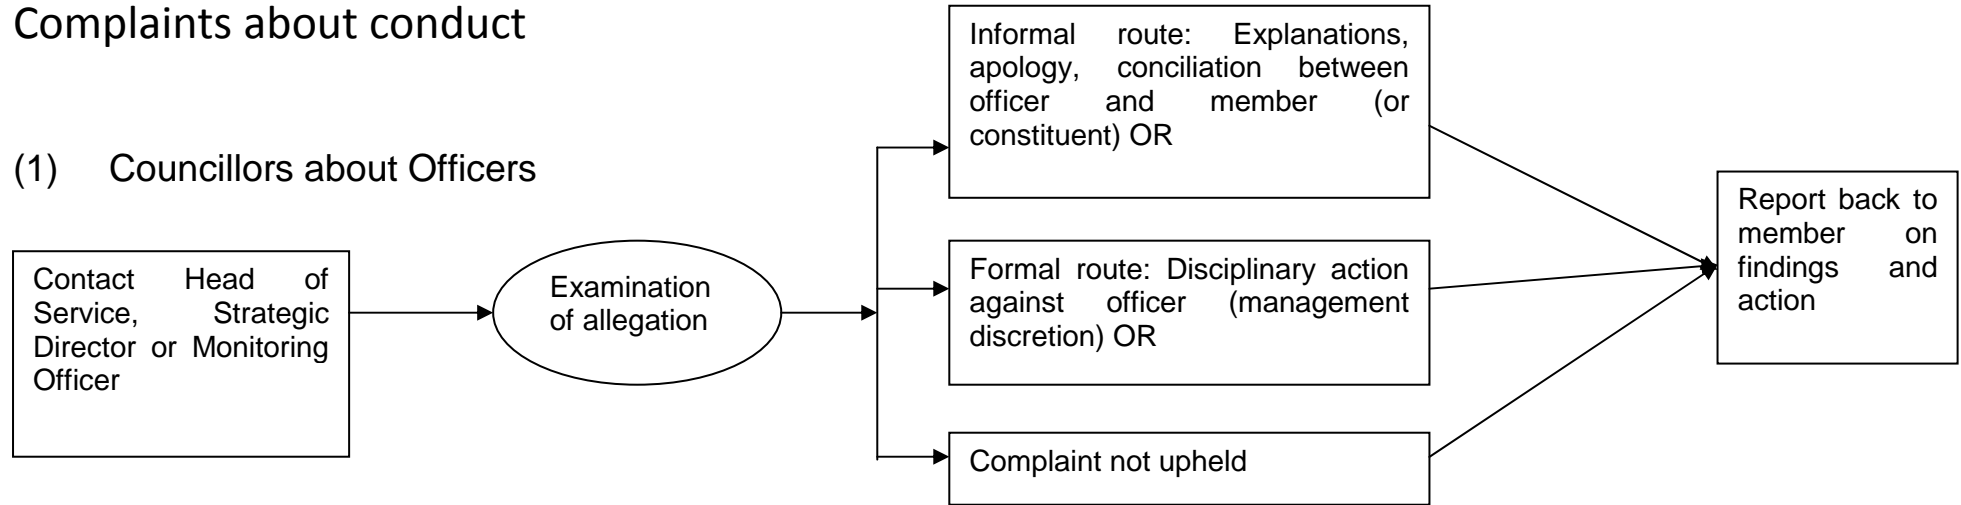 Complaints about conduct
(1) Councillors about Officers
Contact Head of
Service, Strategic
Director or Monitoring
Officer
Examination
of allegation
Informal route: Explanations,
apology, conciliation between
officer and member (or
constituent) OR
Formal route: Disciplinary action
against officer (management
discretion) OR
Complaint not upheld
Report back to
member on
findings and
action